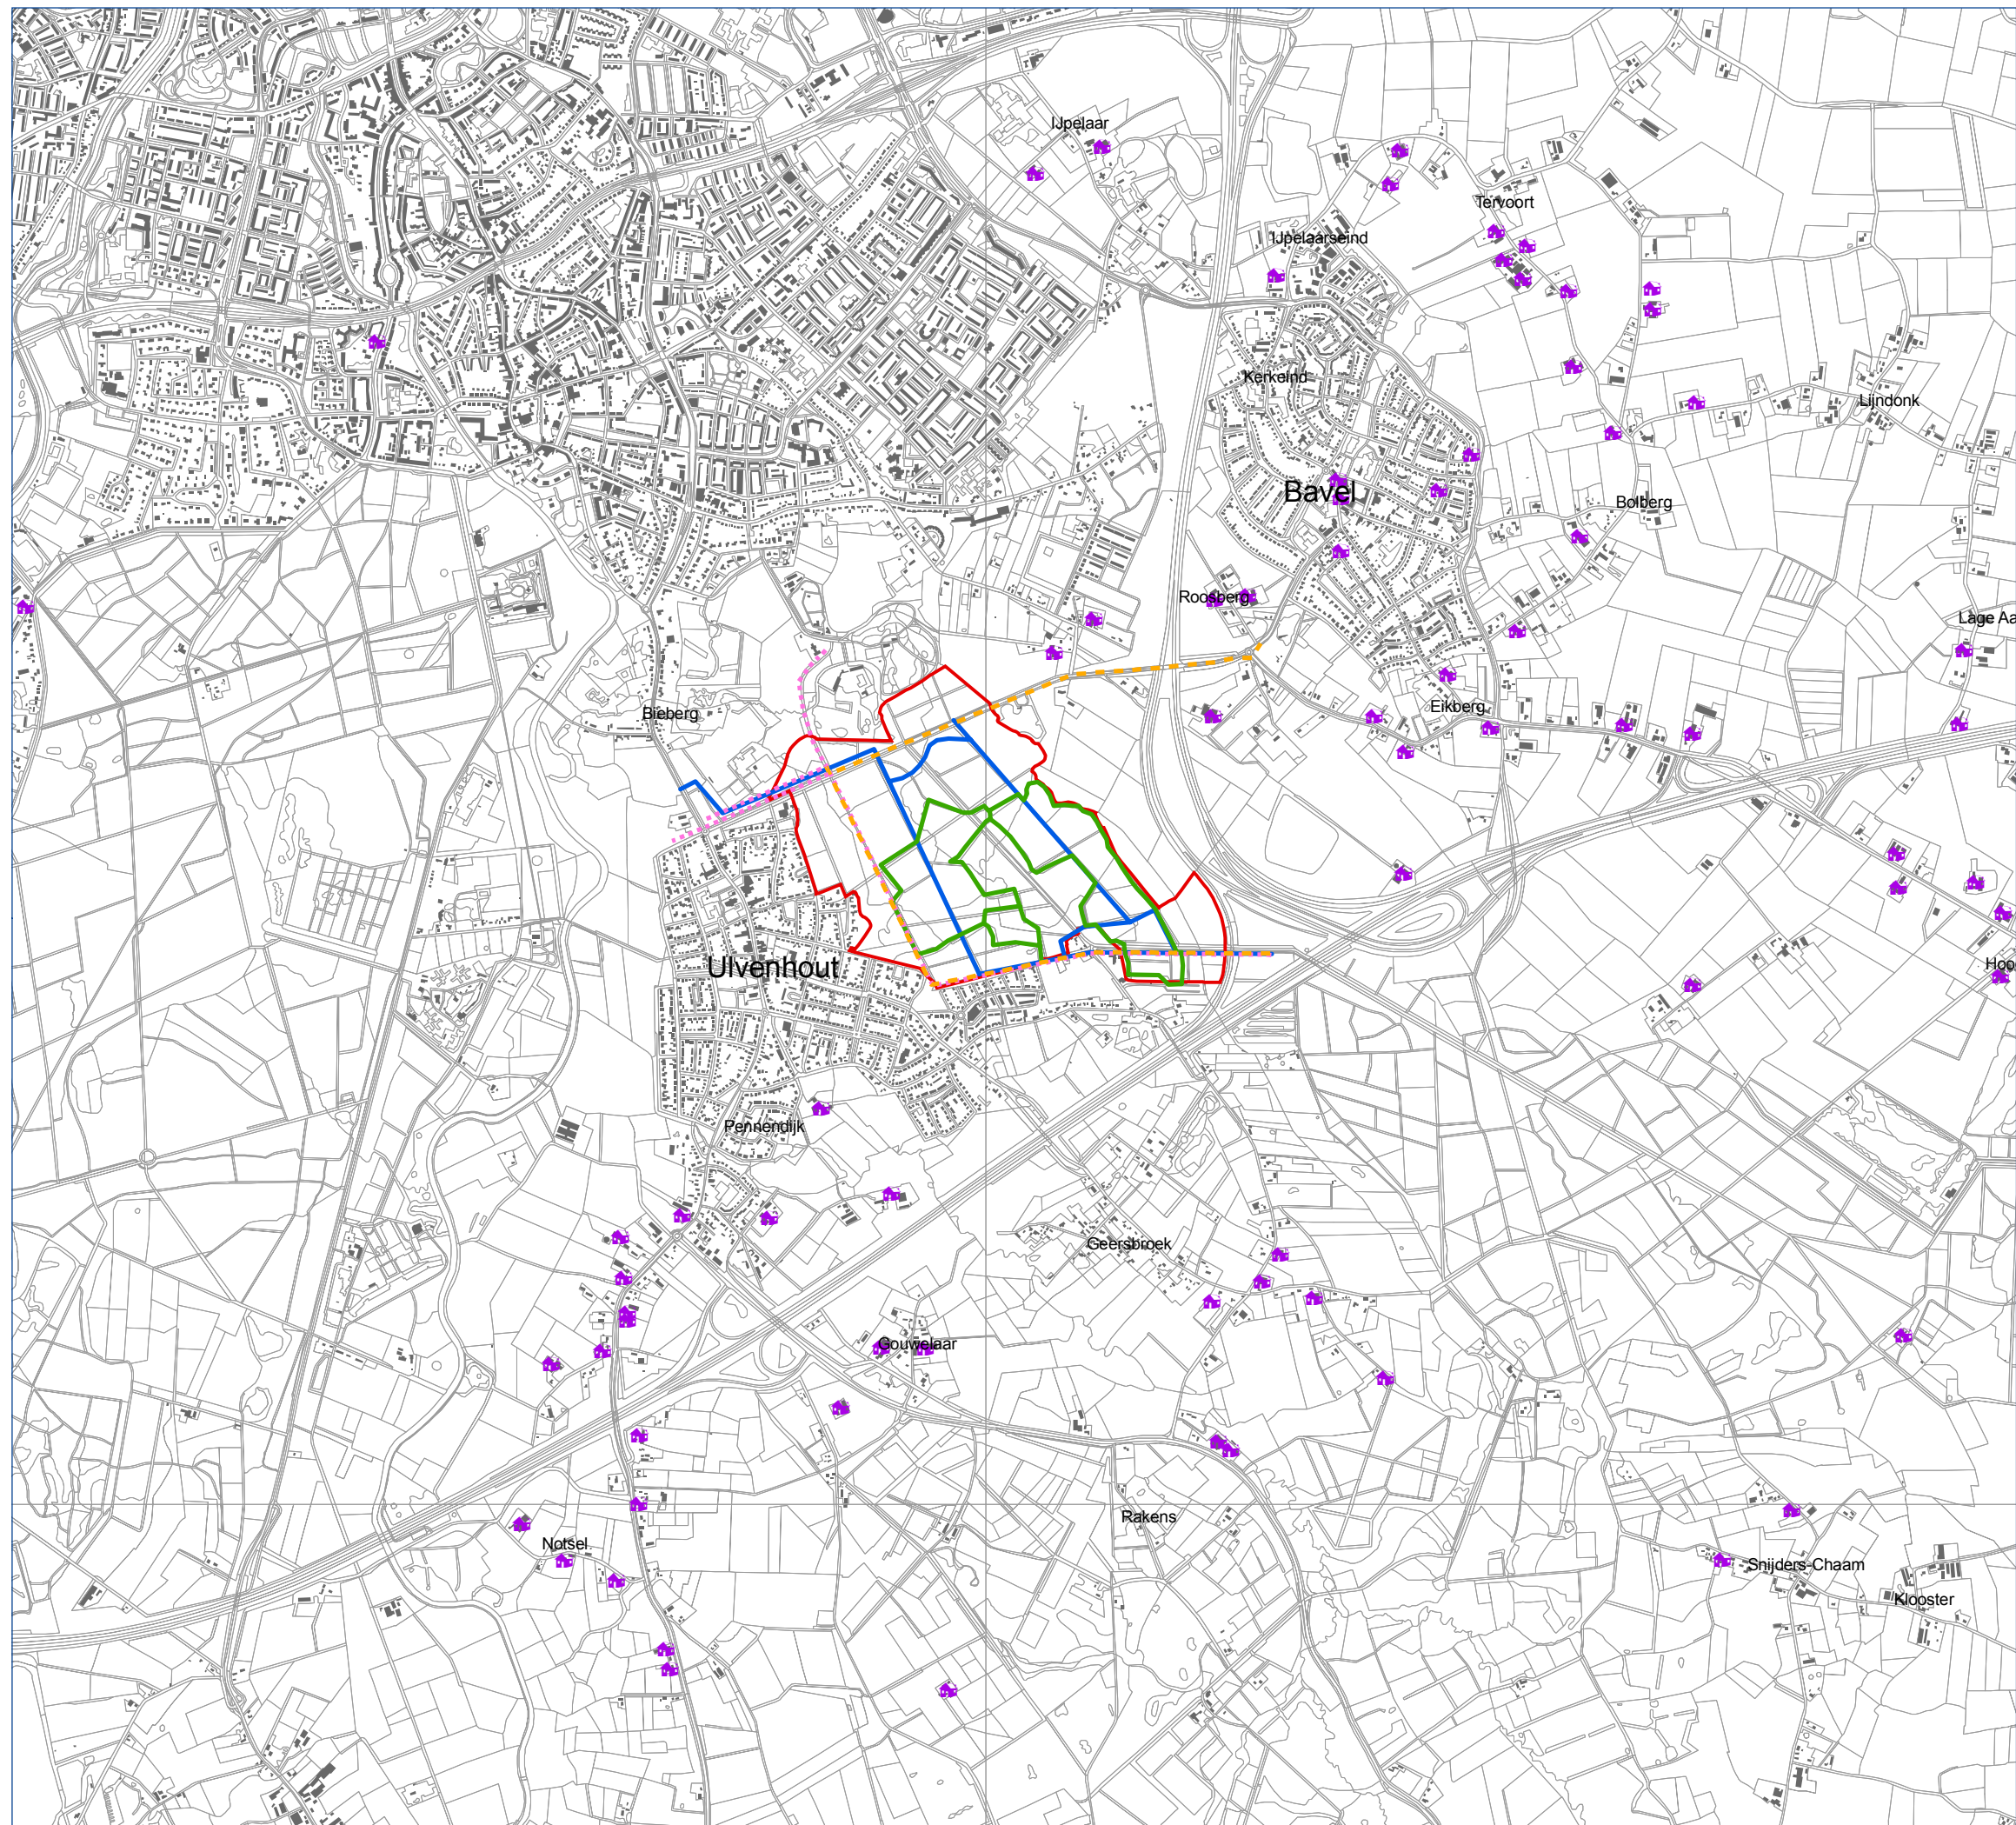 IJpelaar
Tervoort
IJpelaarseind
Kerkeind
Lijndonk
Bavel
Bolberg
Roosberg
Lage Aa
Bieberg
Eikberg
Ulvenhout
Hoo
Pennendijk
Geersbroek
Gouwelaar
Rakens
Notsel
Snijders-Chaam
Klooster